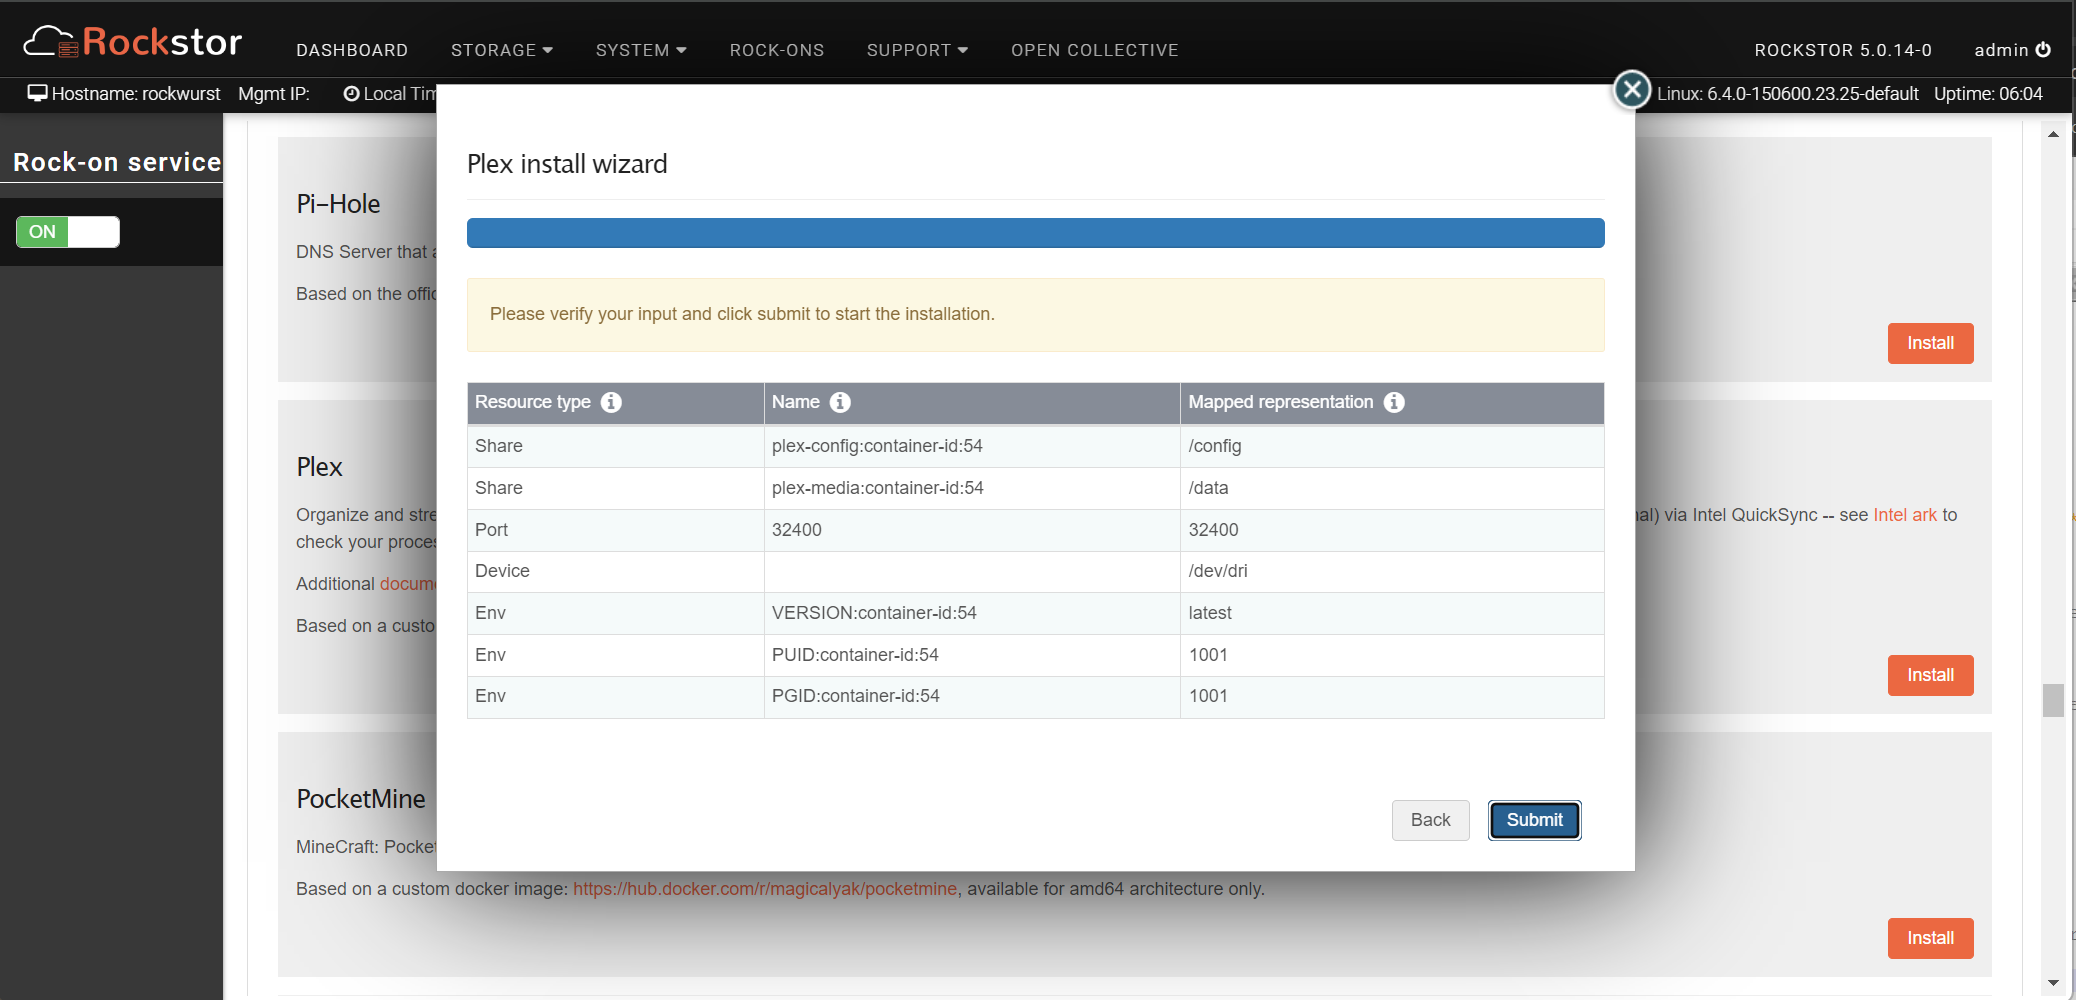 Rockstor
DASHBOARD STORAGE SYSTEM ROCK-ONS SUPPORT OPEN COLLECTIVE ROCKSTOR 5.0.14-0 admin
Hostname: rockwurst Mgmt IP: Local Tim Linux: 6.4.0-150600.23.25-default Uptime: 06:04
Rock-on service
ON
Pi-Hole
DNS Server that a
Based on the offic
Install
Plex
Organize and stre nal) via Intel QuickSync -- see Intel ark to
check your proces
Additional docum
Based on a custo
Install
PocketMine
MineCraft: Pocket
Based on a custom docker image: https://hub.docker.com/r/magicalyak/pocketmine, available for amd64 architecture only.
Install
Plex install wizard
Please verify your input and click submit to start the installation.
Resource type Name Mapped representation
Share plex-config:container-id:54 /config
Share plex-media:container-id:54 /data
Port 32400 32400
Device /dev/dri
Env VERSION:container-id:54 latest
Env PUID:container-id:54 1001
Env PGID:container-id:54 1001
Back Submit